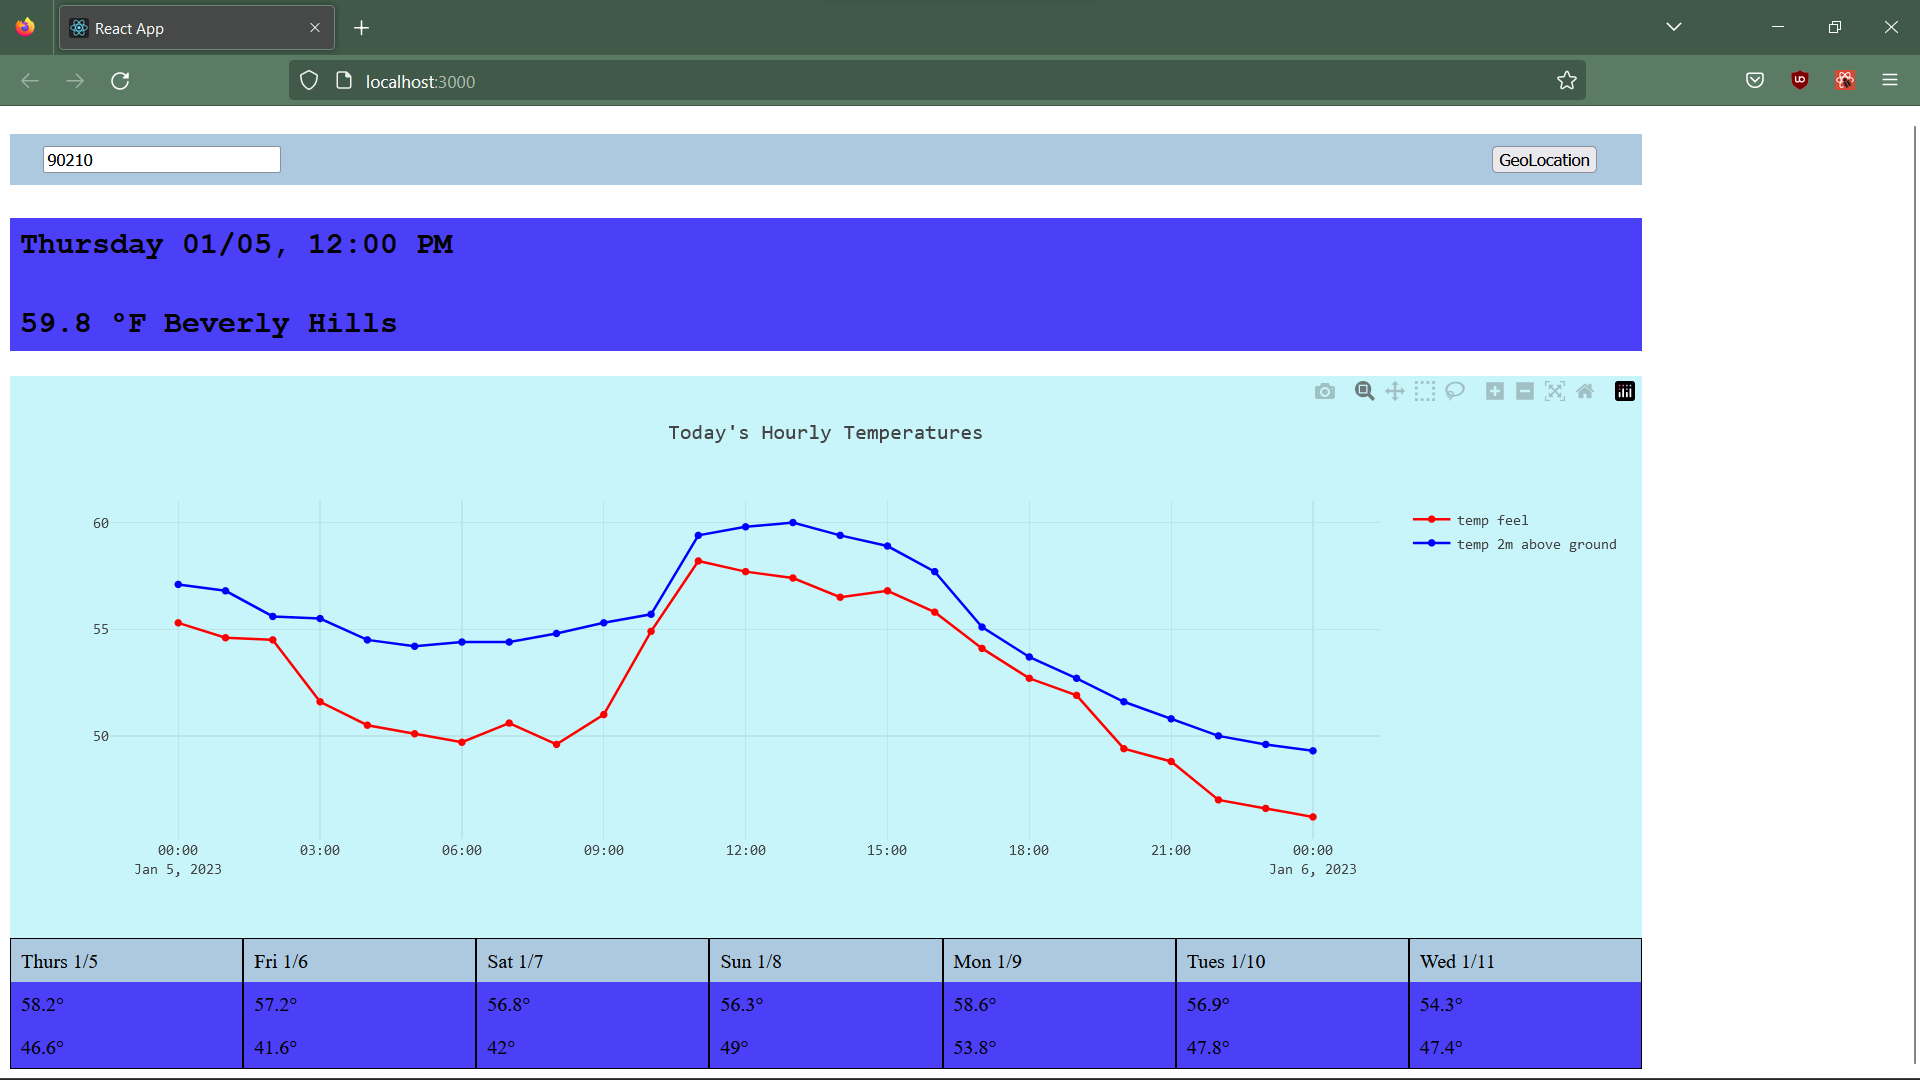 React App
localhost:3000
90210
GeoLocation
Thursday 01/05, 12:00 PM
59.8 °F Beverly Hills
Today's Hourly Temperatures
60
55
50
temp feel
temp 2m above ground
00:00 03:00 06:00 09:00 12:00 15:00 18:00 21:00 00:00
Jan 5, 2023 Jan 6, 2023
Thurs 1/5 Fri 1/6 Sat 1/7 Sun 1/8 Mon 1/9 Tues 1/10 Wed 1/11
58.2° 57.2° 56.8° 56.3° 58.6° 56.9° 54.3°
46.6° 41.6° 42° 49° 53.8° 47.8° 47.4°